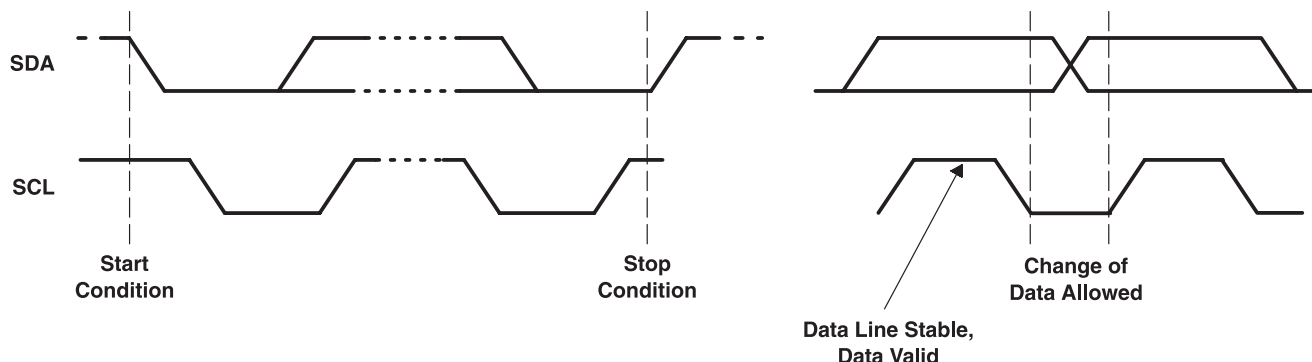 SDA
SCL
Start
Condition
Stop
Condition
Change of
Data Allowed
Data Line Stable,
Data Valid